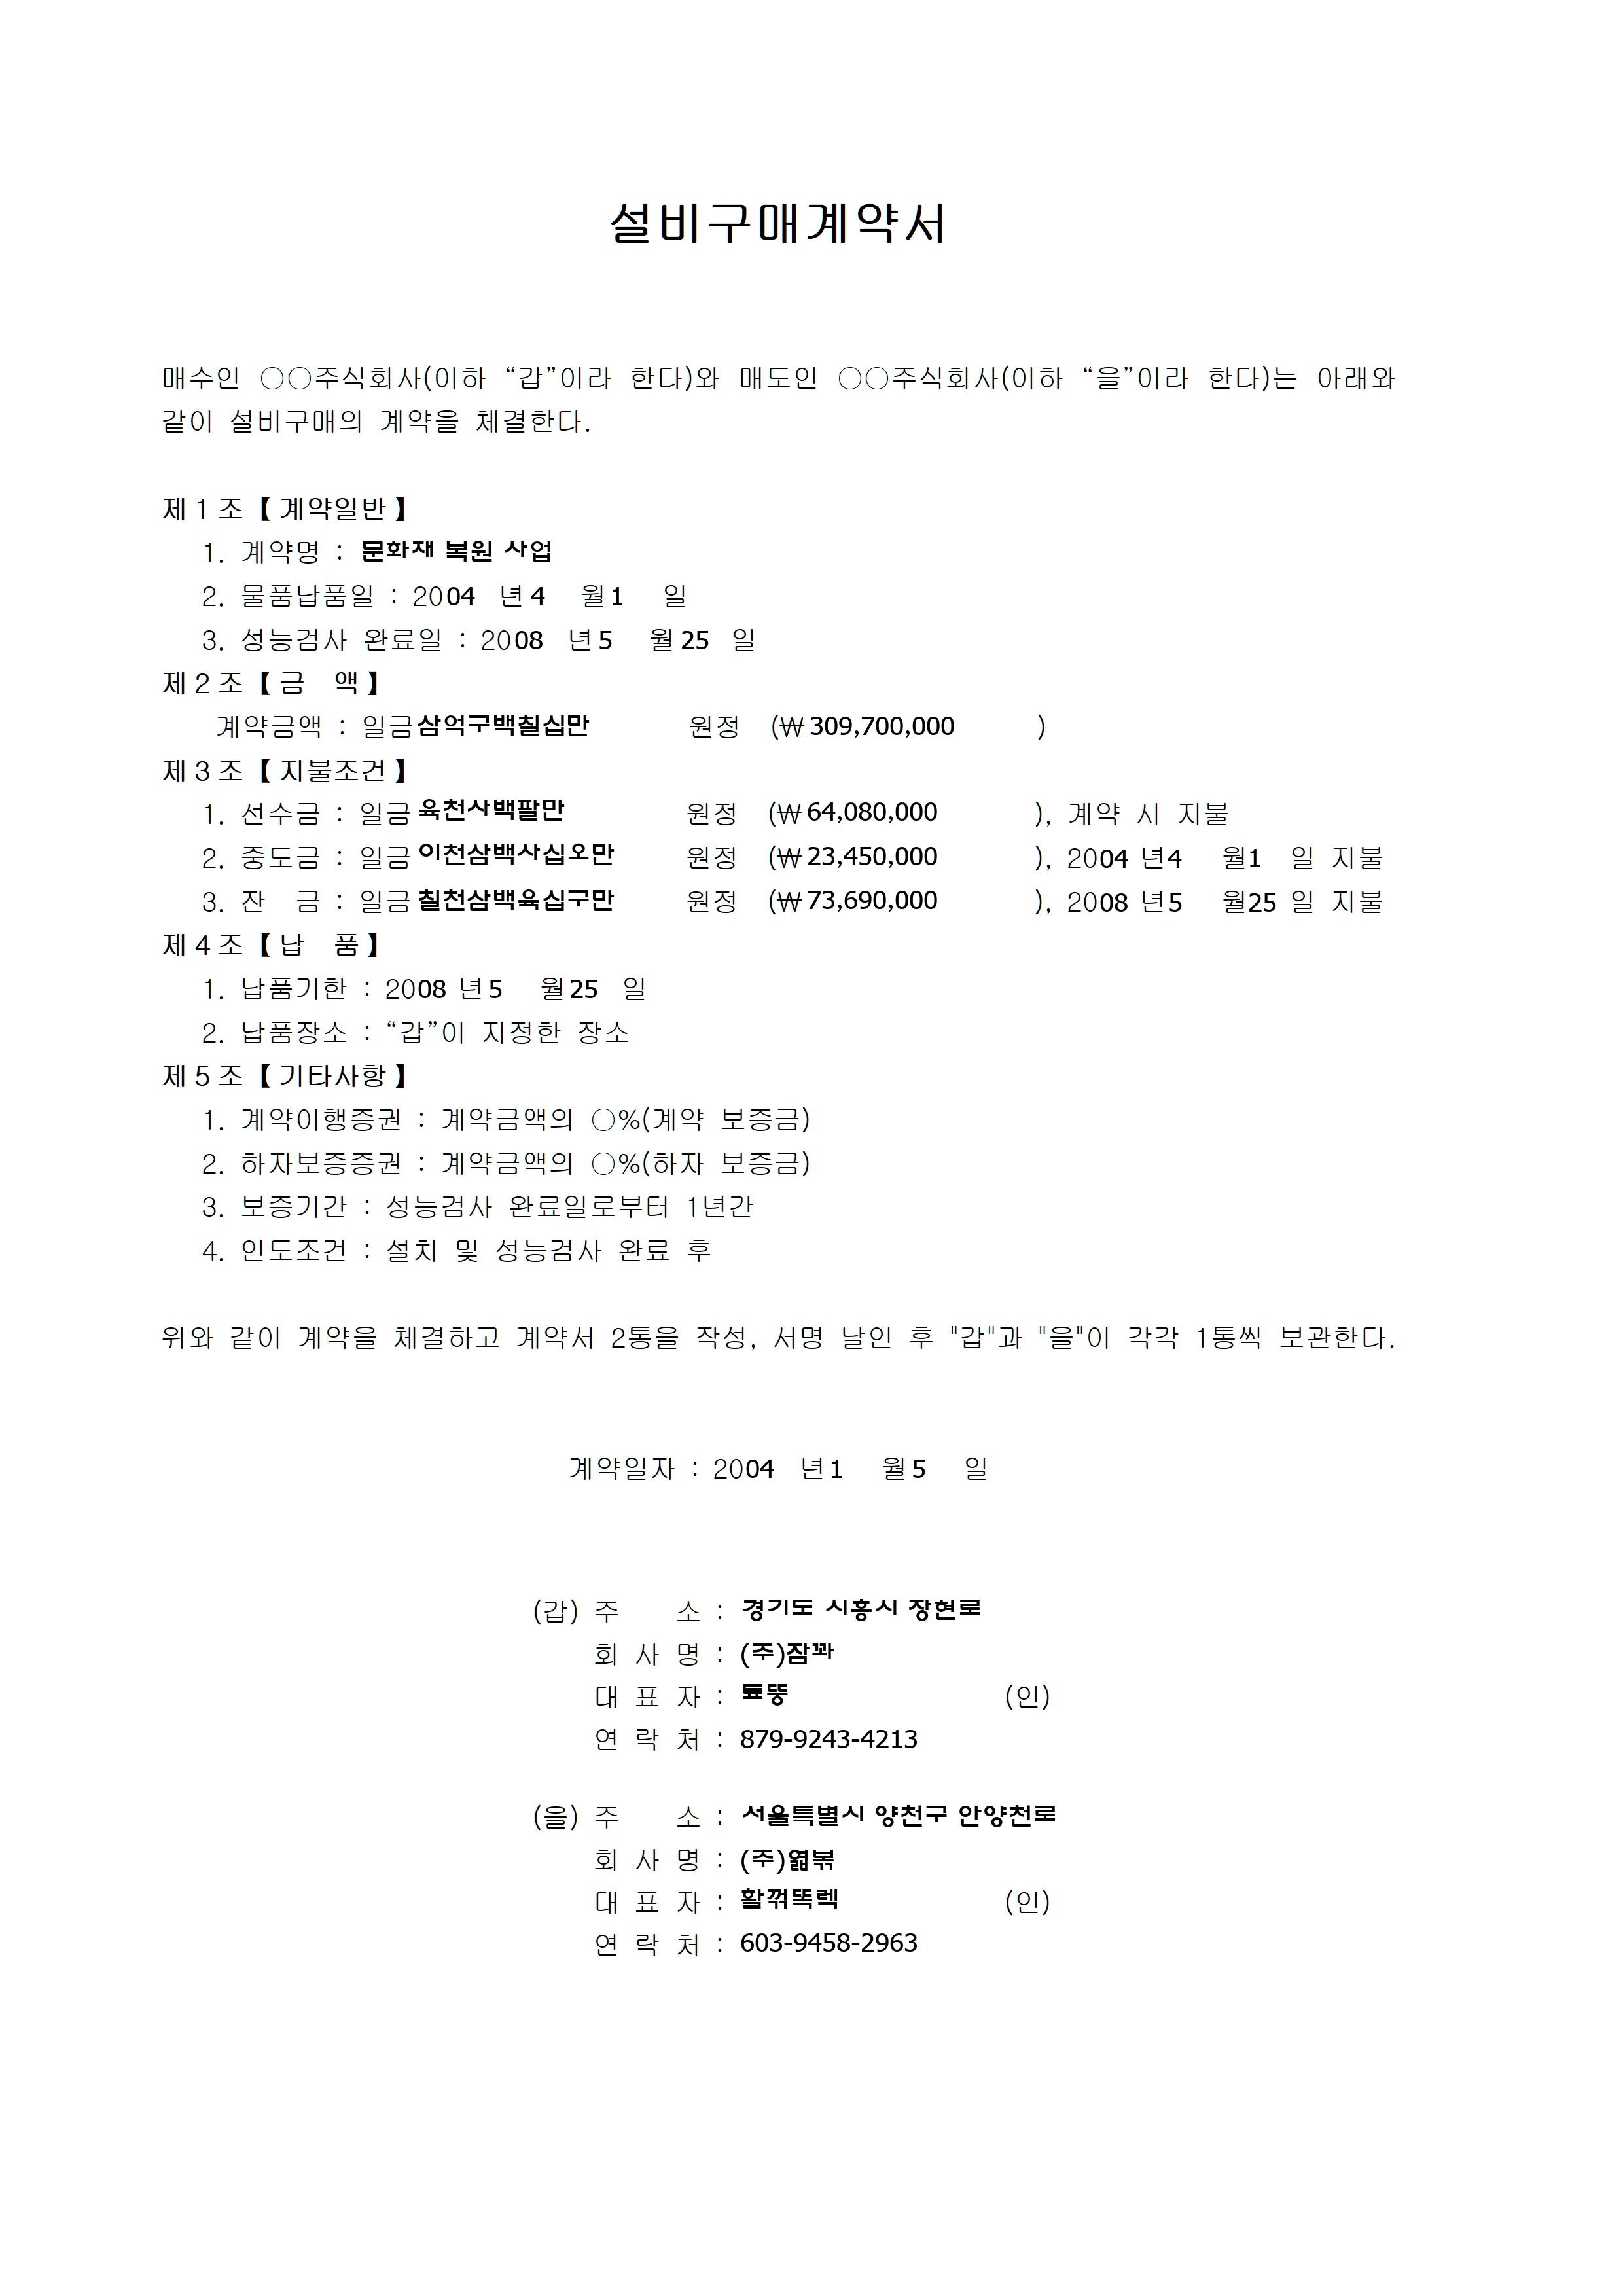 설비구매계약서
매수인 ○○주식회사(이하 “갑”이라 한다)와 매도인 ○○주식회사(이하 “을”이라 한다)는 아래와
같이 설비구매의 계약을 체결한다.
제 1 조【 계약일반 】
1. 계약명 : 문화재 복원 사업
2. 물품납품일 : 2004 년 4 월 1 일
3. 성능검사 완료일 : 2008 년 5 월 25 일
제 2 조【 금 액 】
계약금액 : 일금 삼억구백칠십만 원정 (₩ 309,700,000 )
제 3 조【 지불조건 】
1. 선수금 : 일금 육천사백팔만 원정 (₩ 64,080,000 ), 계약 시 지불
2. 중도금 : 일금 이천삼백사십오만 원정 (₩ 23,450,000 ), 2004 년 4 월 1 일 지불
3. 잔 금 : 일금 칠천삼백육십구만 원정 (₩ 73,690,000 ), 2008 년 5 월 25 일 지불
제 4 조【 납 품 】
1. 납품기한 : 2008 년 5 월 25 일
2. 납품장소 : “갑”이 지정한 장소
제 5 조【 기타사항 】
1. 계약이행증권 : 계약금액의 ○%(계약 보증금)
2. 하자보증증권 : 계약금액의 ○%(하자 보증금)
3. 보증기간 : 성능검사 완료일로부터 1년간
4. 인도조건 : 설치 및 성능검사 완료 후
위와 같이 계약을 체결하고 계약서 2통을 작성, 서명 날인 후 "갑"과 "을"이 각각 1통씩 보관한다.
계약일자 : 2004 년 1 월 5 일
(갑) 주 소 : 경기도 시흥시 장현로
회 사 명 : (주)잠꽈
대 표 자 : 툐뚱 (인)
연 락 처 : 879-9243-4213
(을) 주 소 : 서울특별시 양천구 안양천로
회 사 명 : (주)엷볶
대 표 자 : 활꺾똑렉 (인)
연 락 처 : 603-9458-2963